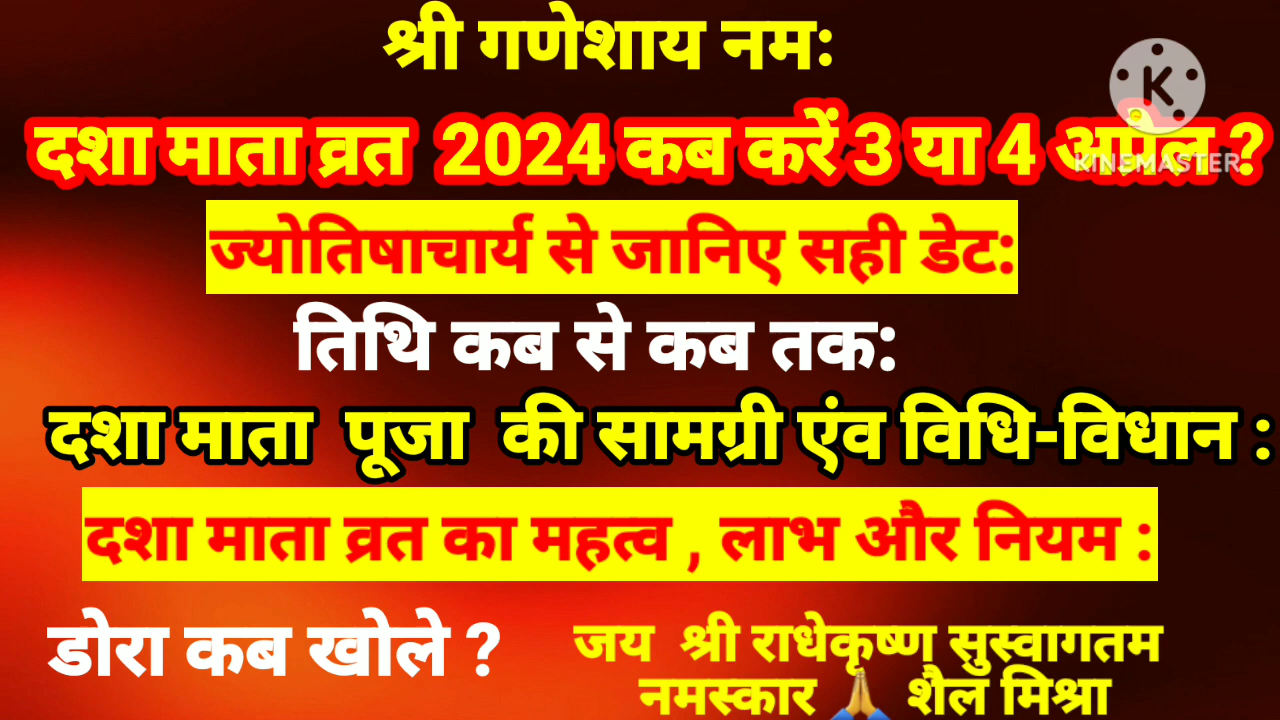 श्री गणेशाय नमः
दशा माता व्रत 2024 कब करें 3 या 4 अप्रैल ?
K
KINEMASTER
ज्योतिषाचार्य से जानिए सही डेट:
तिथि कब से कब तक:
दशा माता पूजा की सामग्री एंव विधि-विधान :
दशा माता व्रत का महत्व , लाभ और नियम :
डोरा कब खोले ?
जय श्री राधेकृष्ण सुस्वागतम
नमस्कार 🙏 शैल मिश्रा